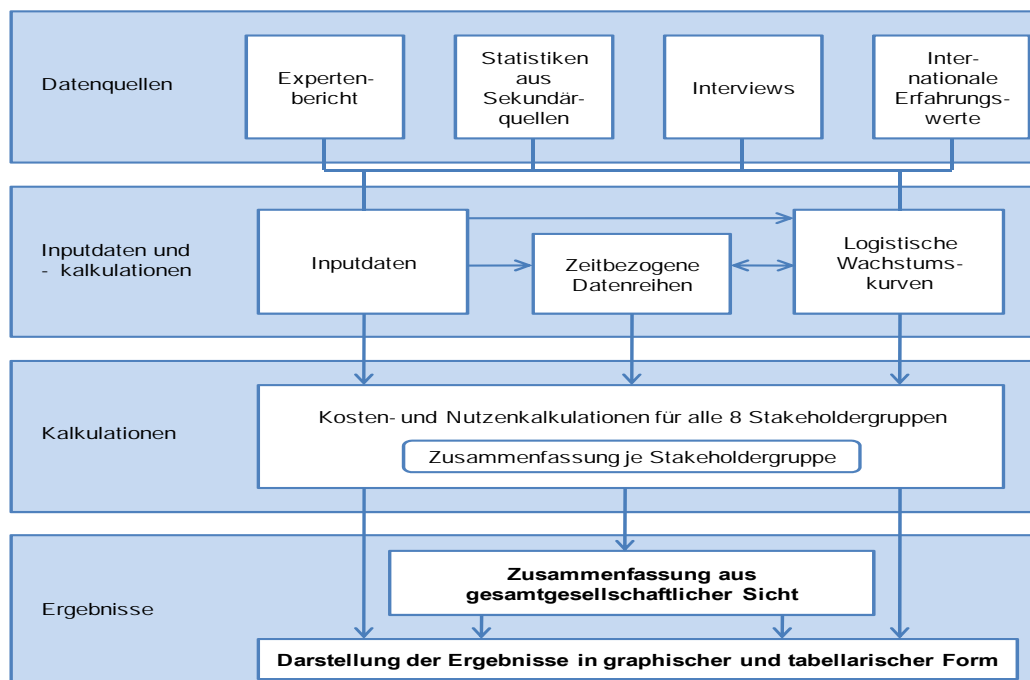 Datenquellen
Experten-
bericht
Statistiken
aus
Sekundär-
quellen
Interviews
Inter-
nationale
Erfahrungs-
werte
Inputdaten und
- kalkulationen
Inputdaten
Zeitbezogene
Datenreihen
Logistische
Wachstums-
kurven
Kalkulationen
Kosten- und Nutzenkalkulationen für alle 8 Stakeholdergruppen
Zusammenfassung je Stakeholdergruppe
Ergebnisse
Zusammenfassung aus
gesamtgesellschaftlicher Sicht
Darstellung der Ergebnisse in graphischer und tabellarischer Form